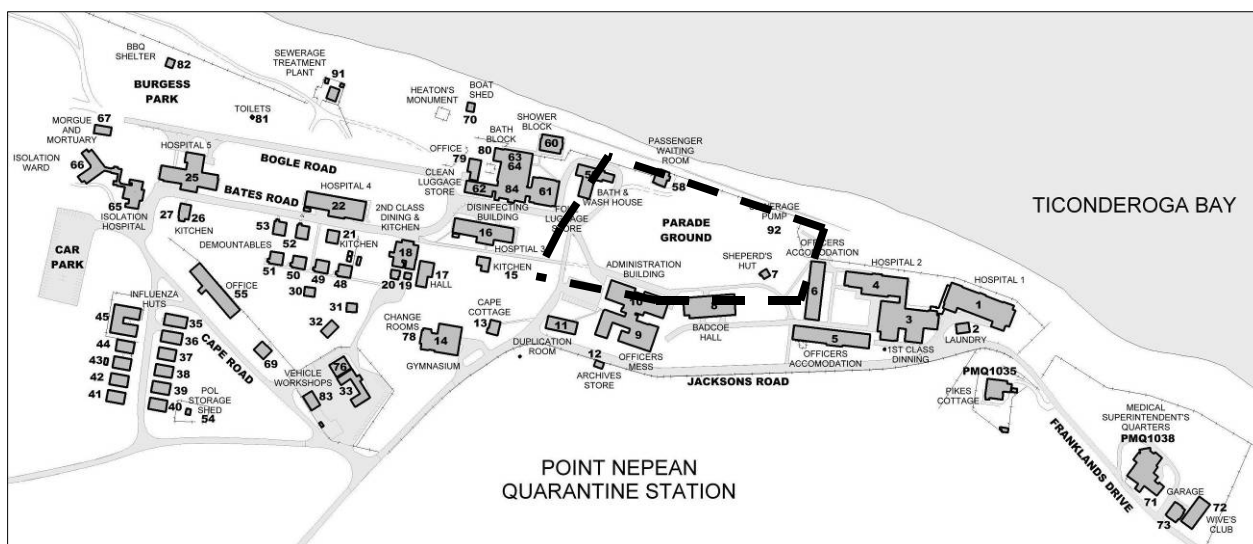 BBQ
SHELTER
82
BURGESS
PARK
SEWERAGE
TREATMENT
PLANT
91
TOILETS
81
HEATON'S
MONUMENT
BOAT
SHED
70
SHOWER
BLOCK
60
BATH
BLOCK
80
63
64
OFFICE
79
CLEAN
LUGGAGE
STORE
62
84
61
MORGUE
AND
MORTUARY
67
ISOLATION
WARD
66
65
ISOLATION
HOSPITAL
HOSPITAL 5
25
BOGLE ROAD
BATES ROAD
HOSPITAL 4
22
27
26
KITCHEN
53
52
21
KITCHEN
DEMOUNTABLES
51
50
49
48
30
31
32
2ND CLASS
DINING &
KITCHEN
18
20
19
17
HALL
DISINFECTING
BUILDING
16
HOSPTIAL 3
KITCHEN
15
LUGGAGE
STORE
BATH &
WASH HOUSE
PASSENGER
WAITING
ROOM
58
PARADE
GROUND
PUMP
92
OFFICERS
ACCOMODATION
6
SHEPERD'S
HUT
7
ADMINISTRATION
BUILDING
10
9
OFFICERS
MESS
8
BADCOE
HALL
11
DUPLICATION
ROOM
12
ARCHIVES
STORE
CAPE
COTTAGE
13
CHANGE
ROOMS
78
14
GYMNASIUM
HOSPITAL 2
4
3
HOSPITAL 1
1
2
LAUNDRY
5
OFFICERS
ACCOMODATION
1ST CLASS
DINNING
JACKSONS ROAD
TICONDEROGA BAY
CAR
PARK
OFFICE
55
INFLUENZA
HUTS
45
44
43
42
41
35
36
37
38
39
40
POL
STORAGE
SHED
54
CAPE ROAD
69
VEHICLE
WORKSHOPS
76
33
83
POINT NEPEAN
QUARANTINE STATION
PMQ1035
PIKES
COTTAGE
FRANKLANDS DRIVE
MEDICAL
SUPERINTENDENT'S
QUARTERS
PMQ1038
71
GARAGE
73
72
WIVE'S
CLUB